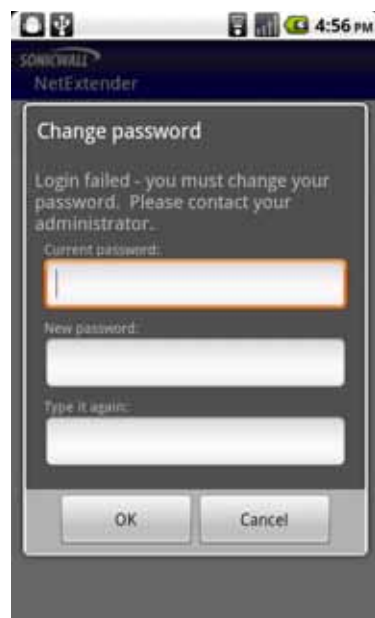 4:56 PM
SONICWALL
NetExtender
Change password
Login failed - you must change your
password. Please contact your
administrator.
Current password:
New password:
Type it again:
OK
Cancel